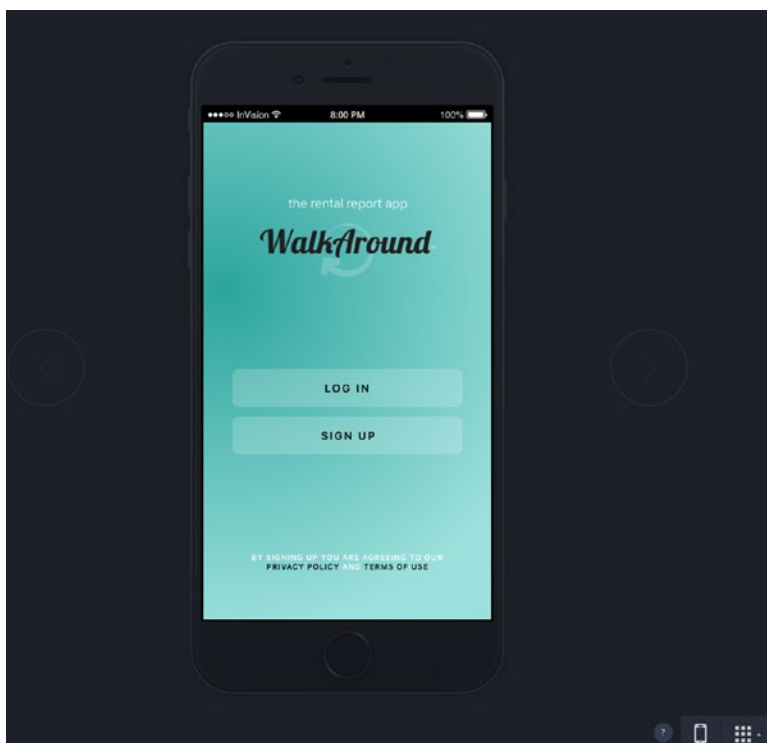 InVision 8:00 PM 100%
the rental report app
WalkAround
LOG IN
SIGN UP
BY SIGNING UP YOU ARE AGREEING TO OUR
PRIVACY POLICY AND TERMS OF USE
?